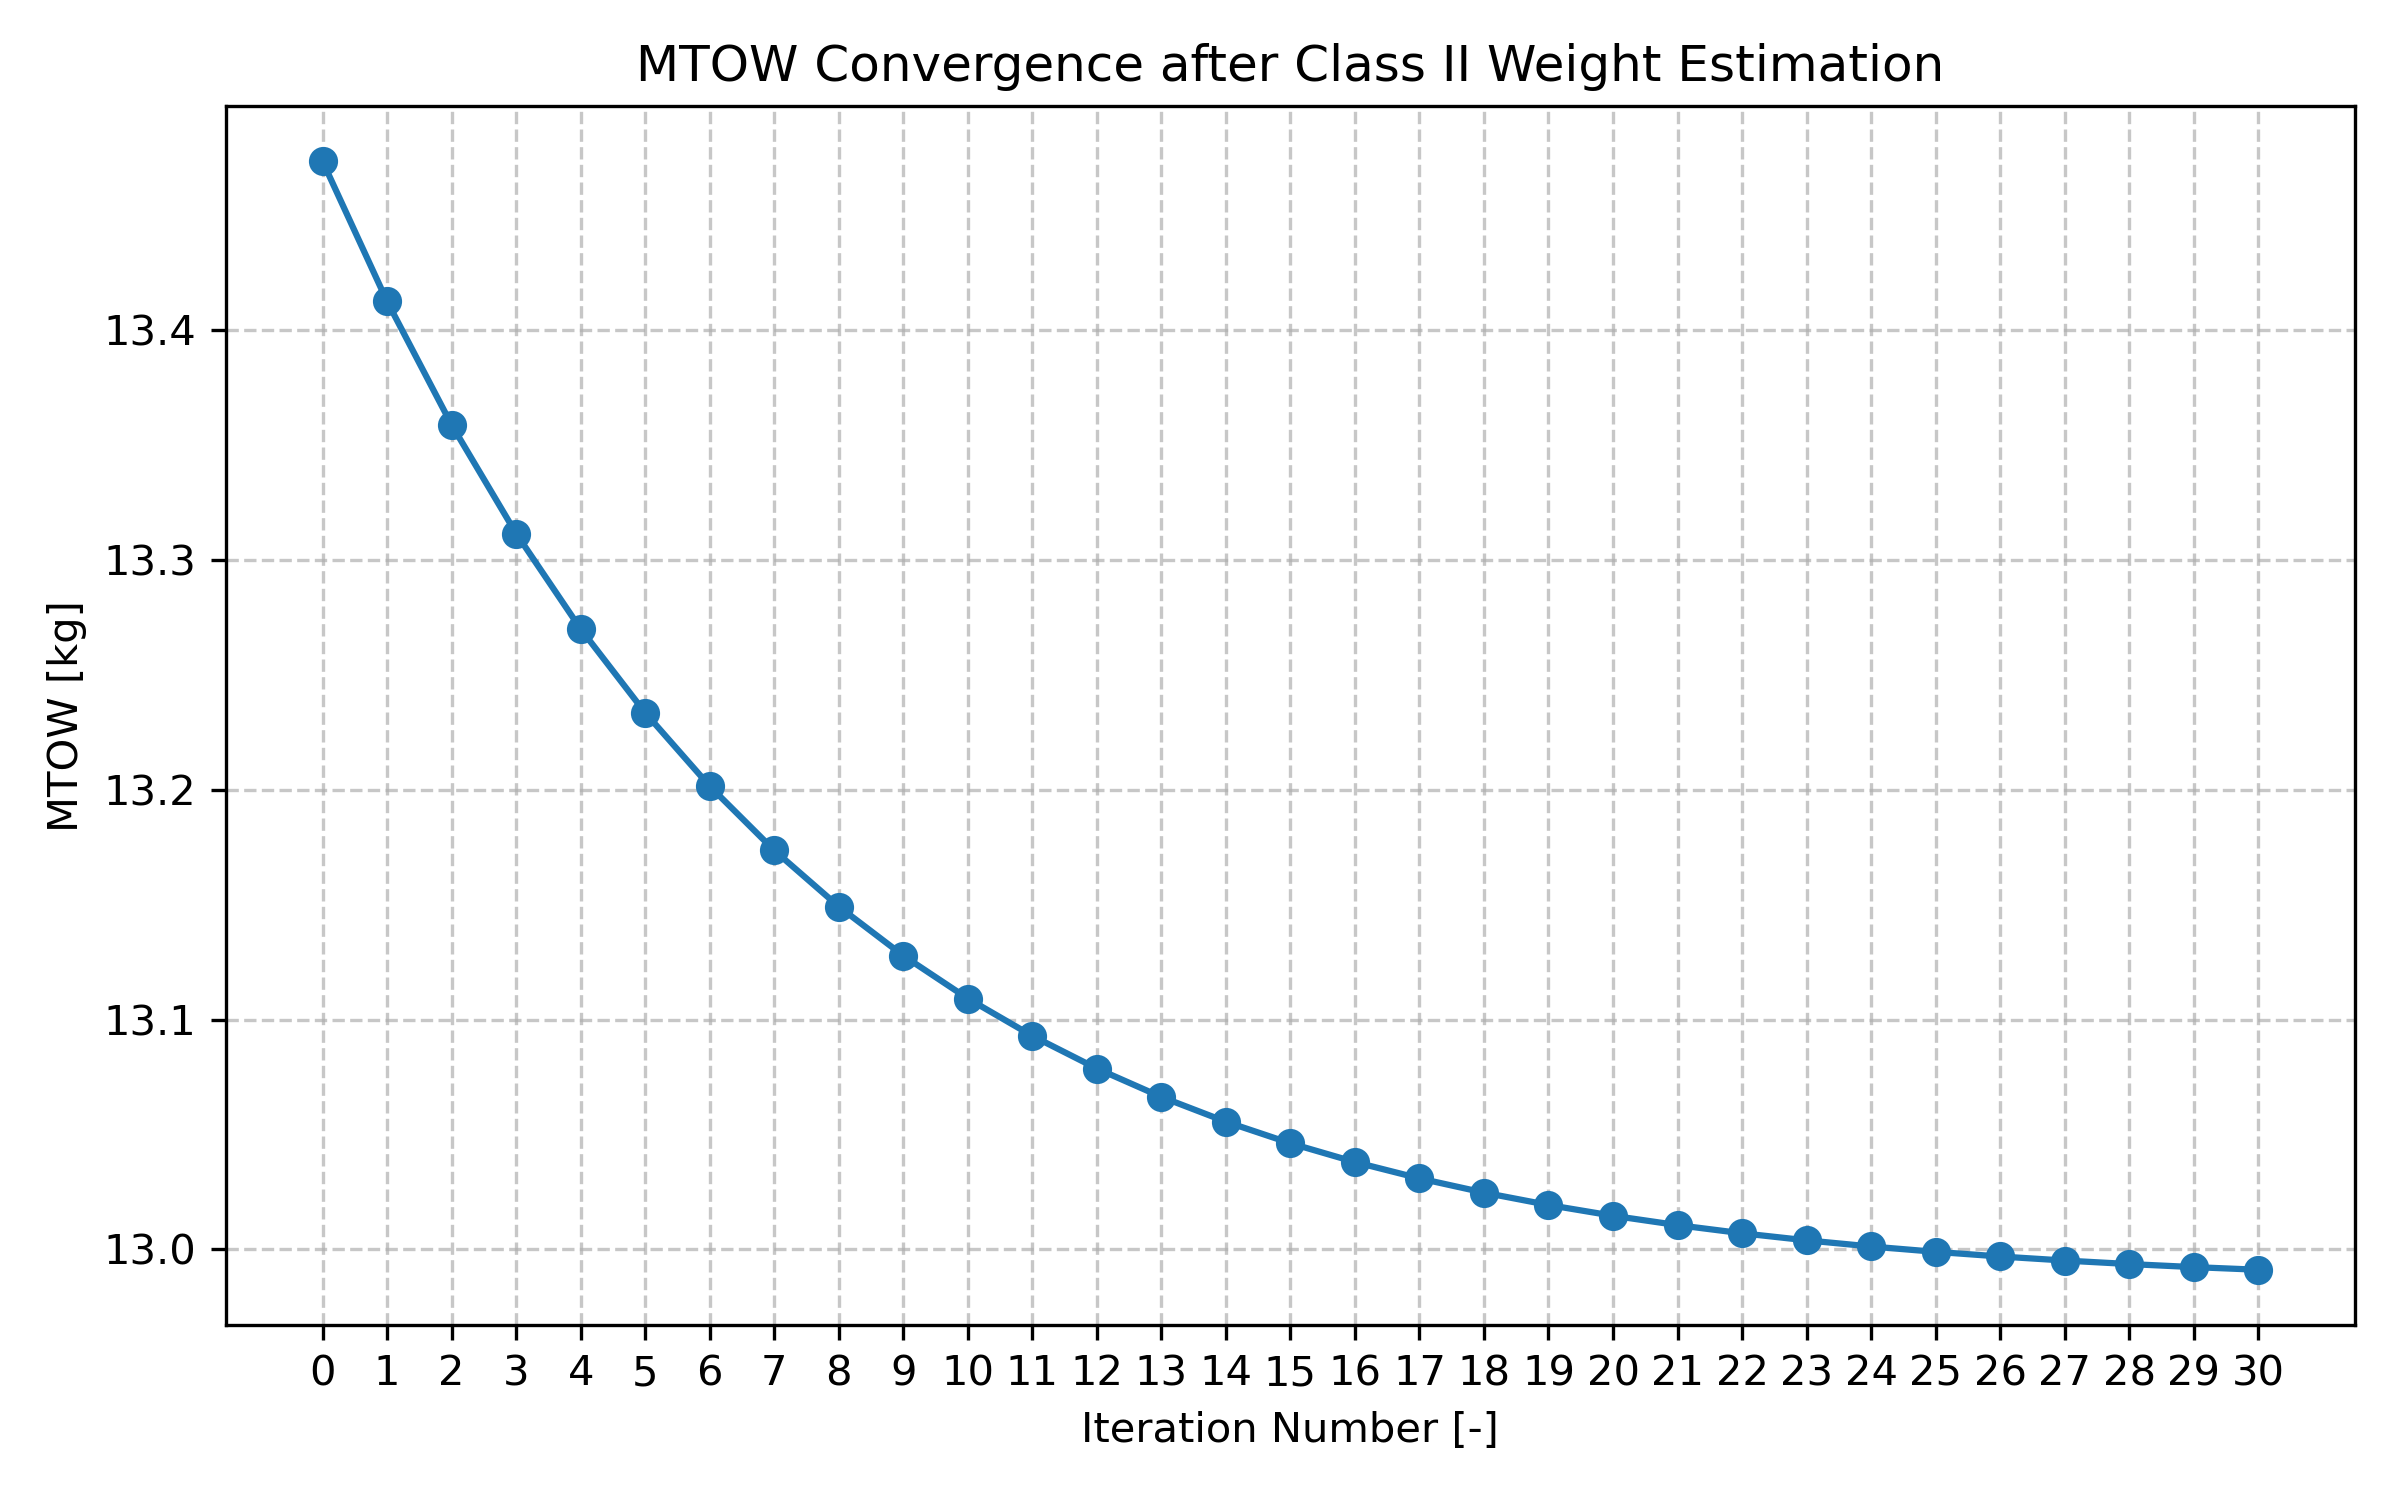 MTOW Convergence after Class II Weight Estimation
MTOW [kg]
13.4
13.3
13.2
13.1
13.0
0 1 2 3 4 5 6 7 8 9 10 11 12 13 14 15 16 17 18 19 20 21 22 23 24 25 26 27 28 29 30
Iteration Number [-]